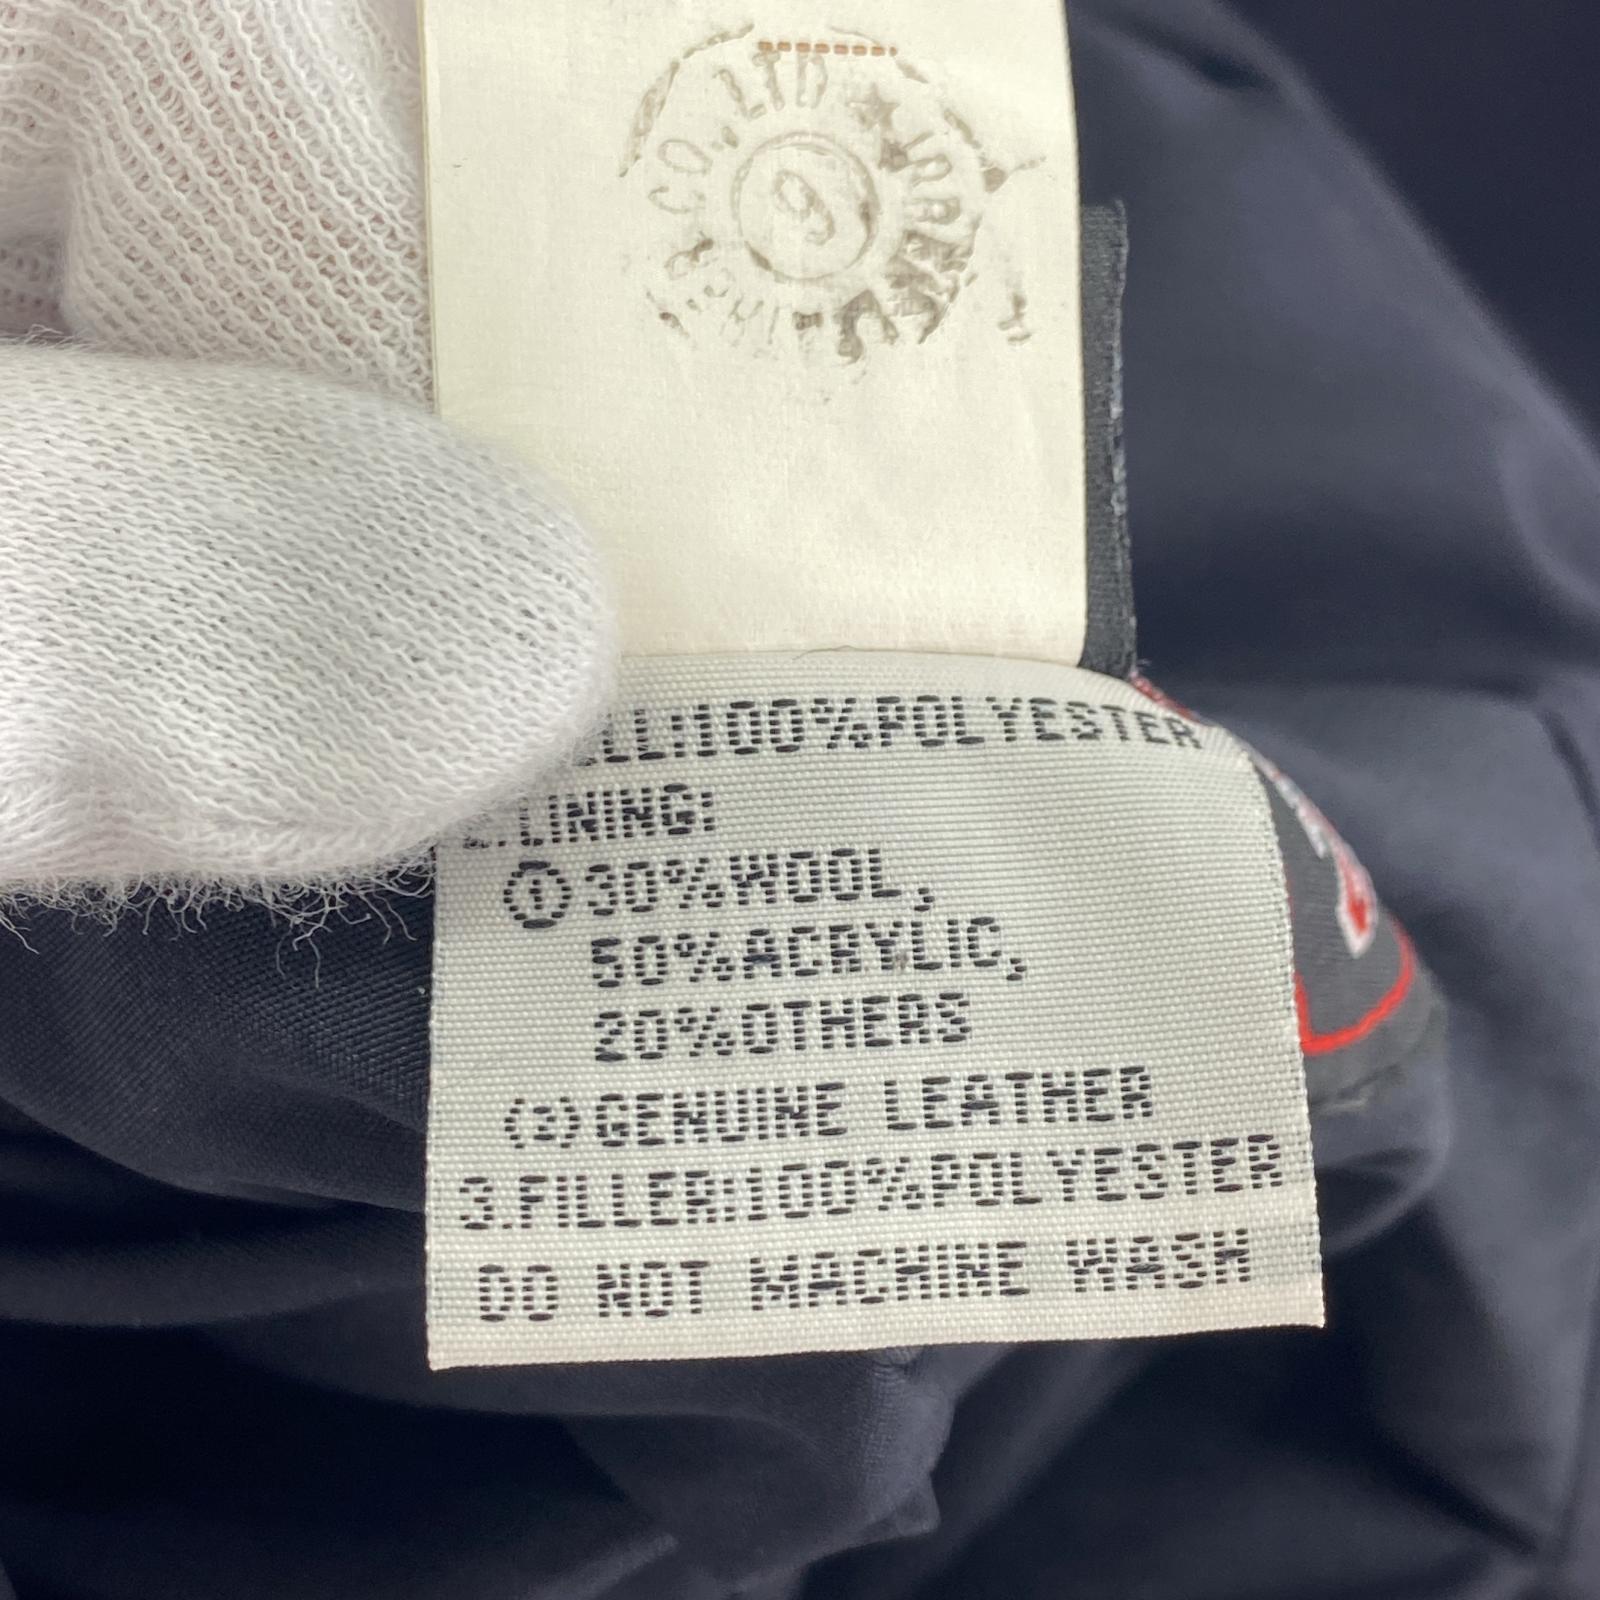 CO.,LTD
9
LL:100%POLYESTER
LINING:
①30%WOOL,
50%ACRYLIC,
20%OTHERS
(2)GENUINE LEATHER
3.FILLER:100%POLYESTER
DO NOT MACHINE WASH